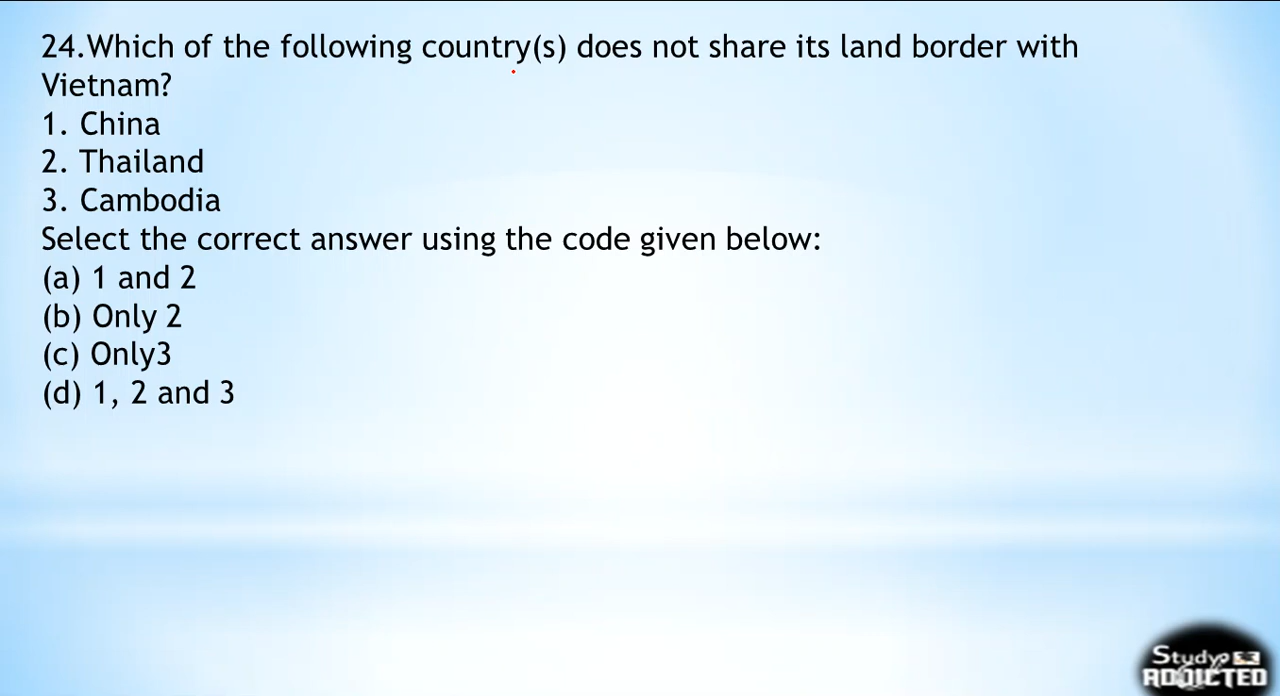 24.Which of the following country(s) does not share its land border with
Vietnam?
1. China
2. Thailand
3. Cambodia
Select the correct answer using the code given below:
(a) 1 and 2
(b) Only 2
(c) Only3
(d) 1, 2 and 3
Study
ADDICTED